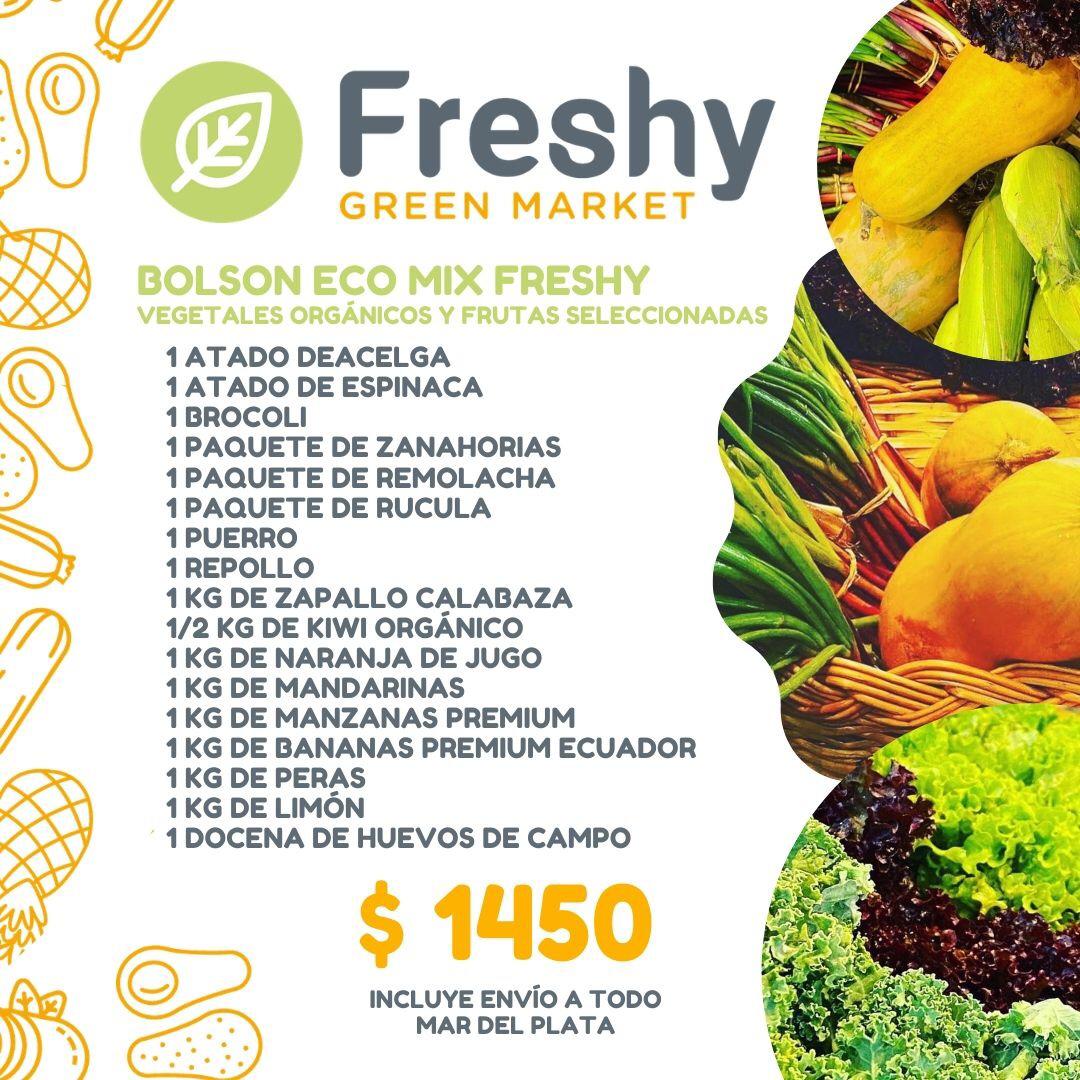 Freshy
GREEN MARKET
BOLSON ECO MIX FRESHY
VEGETALES ORGÁNICOS Y FRUTAS SELECCIONADAS
1 ATADO DEACELGA
1 ATADO DE ESPINACA
1 BROCOLI
1 PAQUETE DE ZANAHORIAS
1 PAQUETE DE REMOLACHA
1 PAQUETE DE RUCULA
1 PUERRO
1 REPOLLO
1 KG DE ZAPALLO CALABAZA
1/2 KG DE KIWI ORGÁNICO
1 KG DE NARANJA DE JUGO
1 KG DE MANDARINAS
1 KG DE MANZANAS PREMIUM
1 KG DE BANANAS PREMIUM ECUADOR
1 KG DE PERAS
1 KG DE LIMÓN
1 DOCENA DE HUEVOS DE CAMPO
$ 1450
INCLUYE ENVÍO A TODO
MAR DEL PLATA